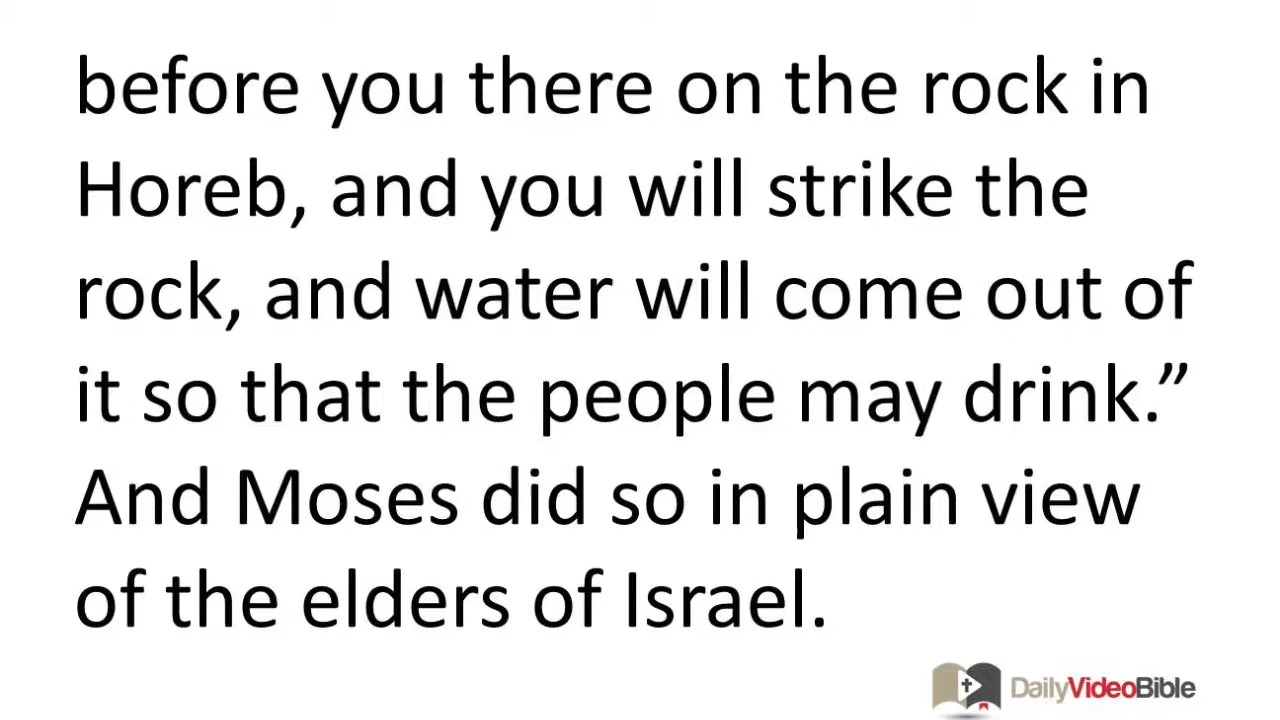 before you there on the rock in
Horeb, and you will strike the
rock, and water will come out of
it so that the people may drink.”
And Moses did so in plain view
of the elders of Israel.
DailyVideoBible